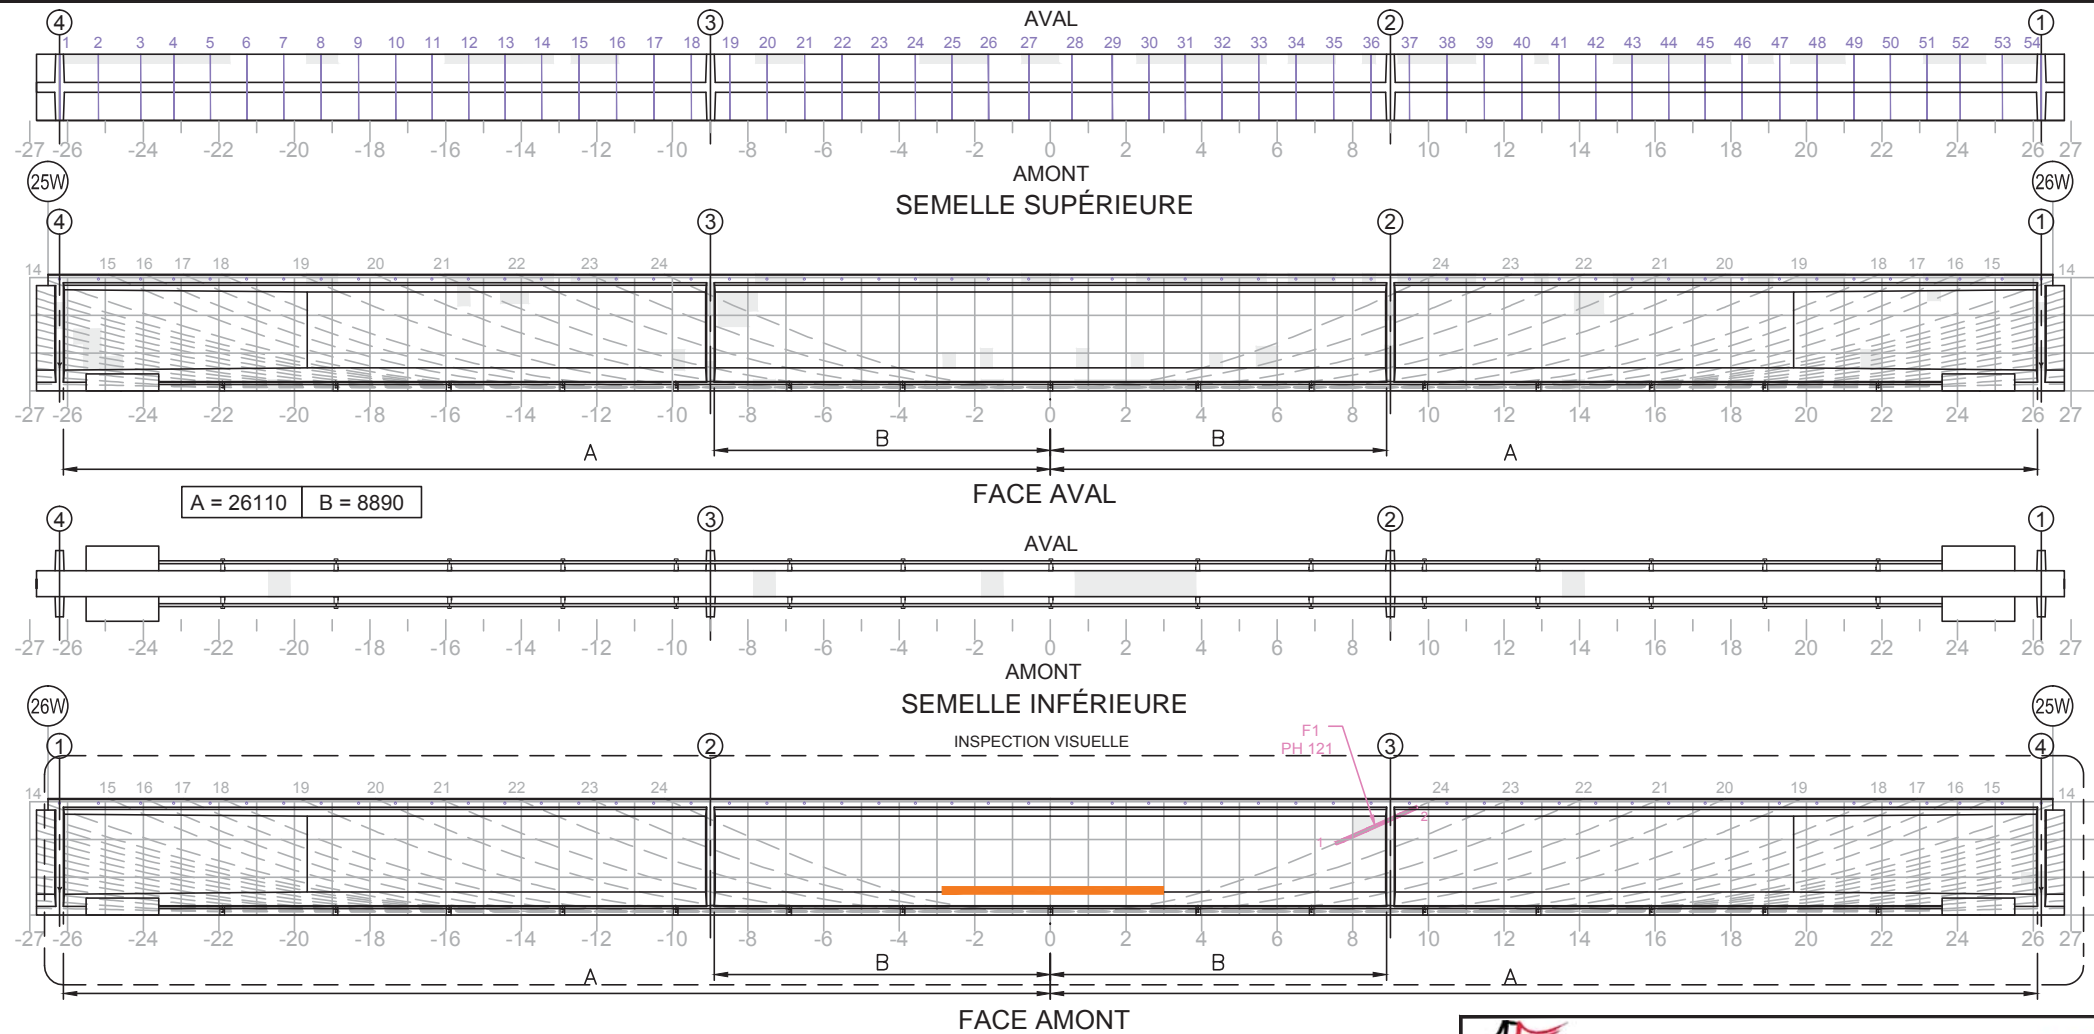 AVAL
4 3 2 1
1 2 3 4 5 6 7 8 9 10 11 12 13 14 15 16 17 18 19 20 21 22 23 24 25 26 27 28 29 30 31 32 33 34 35 36 37 38 39 40 41 42 43 44 45 46 47 48 49 50 51 52 53 54
-27 -26 -24 -22 -20 -18 -16 -14 -12 -10 -8 -6 -4 -2 0 2 4 6 8 10 12 14 16 18 20 22 24 26 27
AMONT
25W 26W
SEMELLE SUPÉRIEURE
4 3 2 1
14 15 16 17 18 19 20 21 22 23 24 24 23 22 21 20 19 18 17 16 15 14
-27 -26 -24 -22 -20 -18 -16 -14 -12 -10 -8 -6 -4 -2 0 2 4 6 8 10 12 14 16 18 20 22 24 26 27
B B
A A
FACE AVAL
A = 26110 B = 8890
4 3 2 1
AVAL
-27 -26 -24 -22 -20 -18 -16 -14 -12 -10 -8 -6 -4 -2 0 2 4 6 8 10 12 14 16 18 20 22 24 26 27
AMONT
SEMELLE INFÉRIEURE
26W 25W
F1
PH 121
INSPECTION VISUELLE
1 2 3 4
14 15 16 17 18 19 20 21 22 23 24 24 23 22 21 20 19 18 17 16 15 14
2
1
-27 -26 -24 -22 -20 -18 -16 -14 -12 -10 -8 -6 -4 -2 0 2 4 6 8 10 12 14 16 18 20 22 24 26 27
B B
A A
FACE AMONT